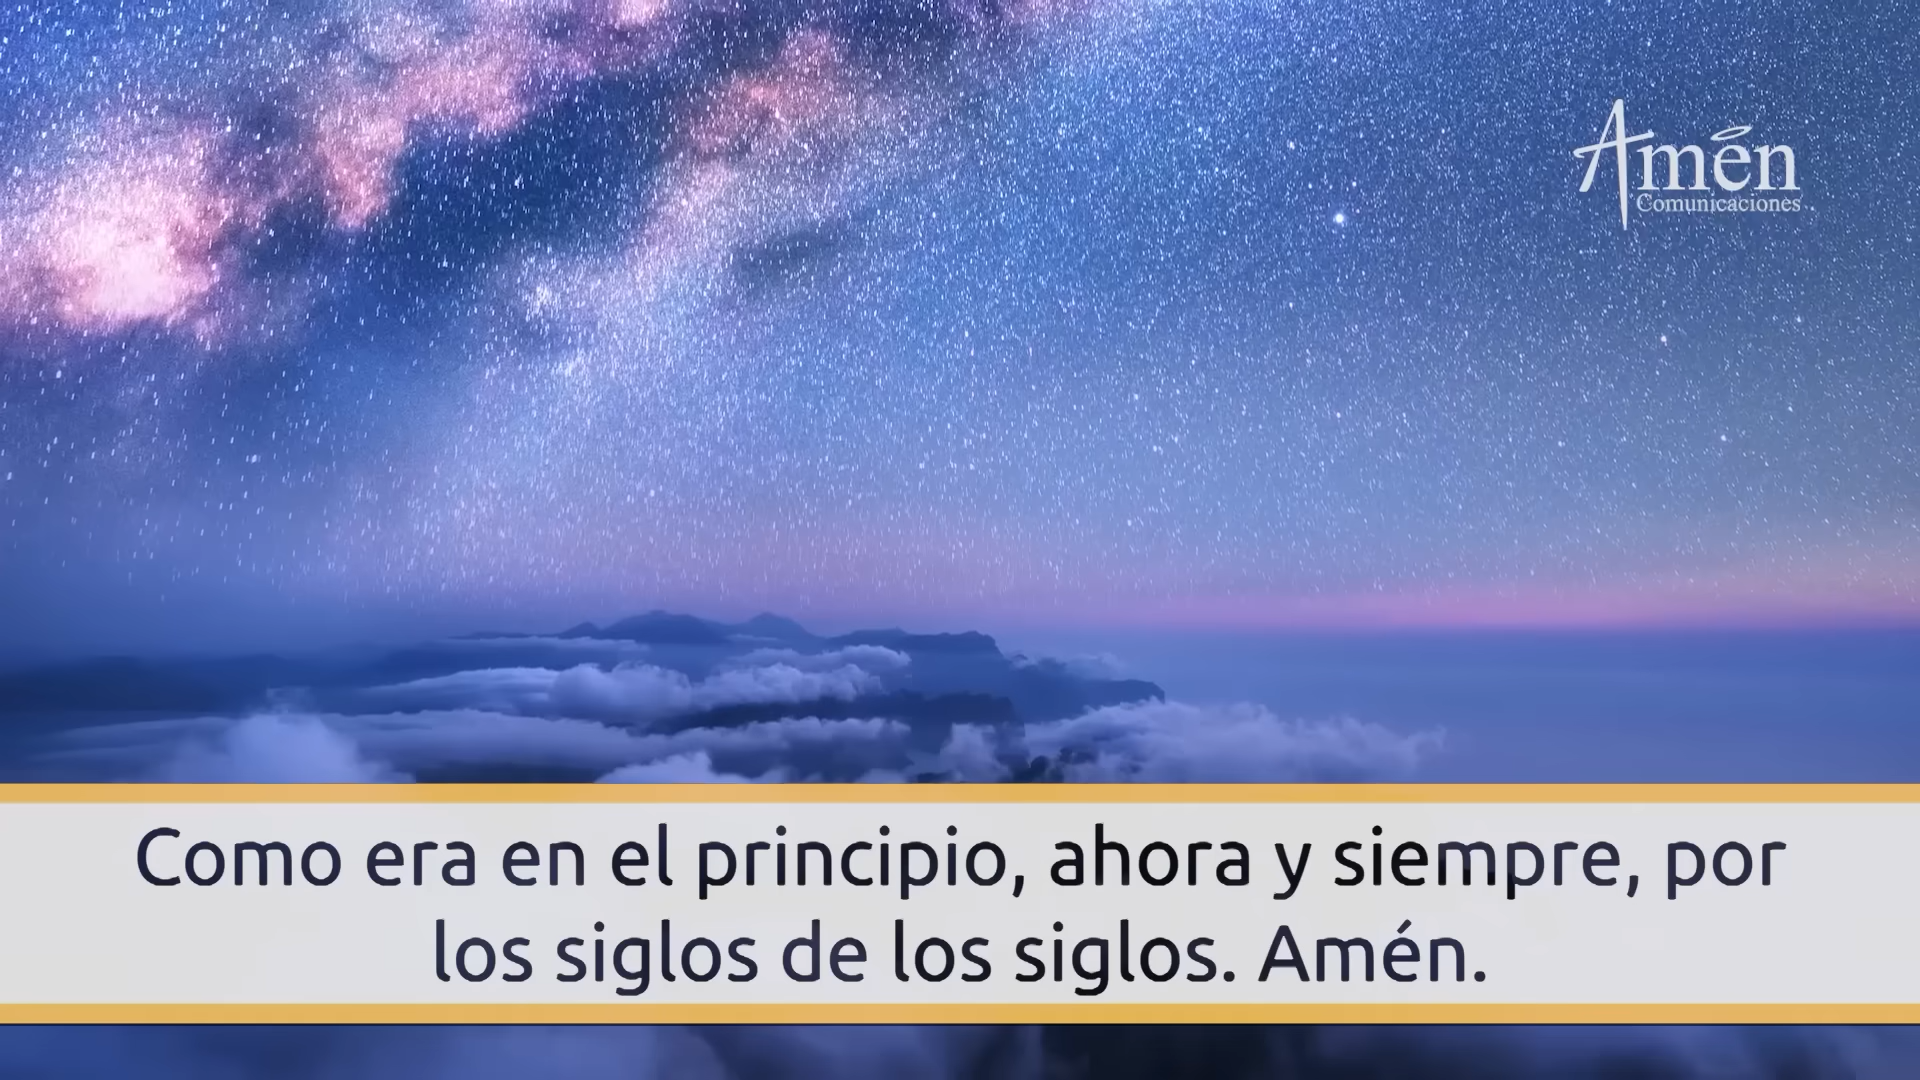 Amén
Comunicaciones
Como era en el principio, ahora y siempre, por
los siglos de los siglos. Amén.